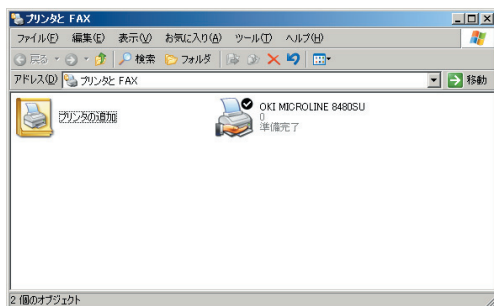 プリンタと FAX
ファイル(F) 編集(E) 表示(V) お気に入り(A) ツール(T) ヘルプ(H)
戻る 検索 フォルダ
アドレス(D) プリンタと FAX 移動
プリンタの追加
OKI MICROLINE 8480SU
0
準備完了
2 個のオブジェクト